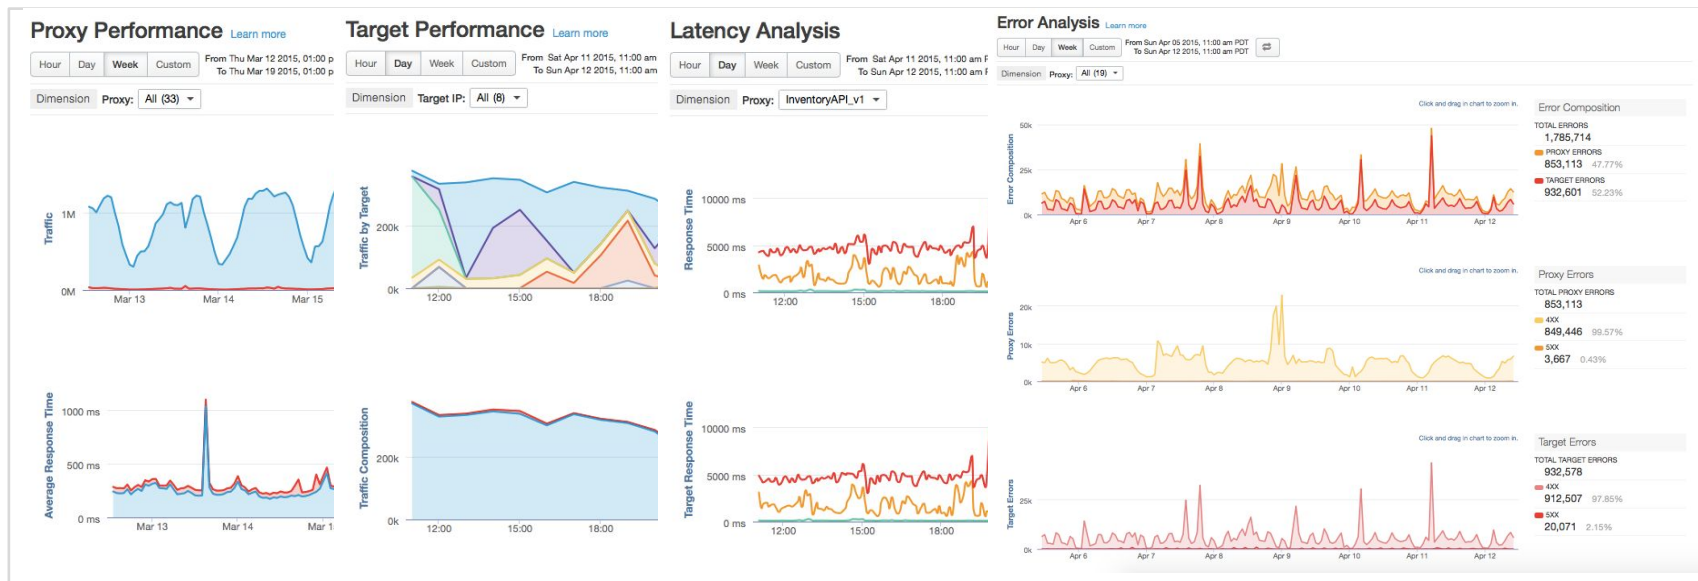 Proxy Performance Learn more
Hour Day Week Custom
From Thu Mar 12 2015, 01:00 p
To Thu Mar 19 2015, 01:00 p
Dimension Proxy: All (33)
Traffic
1M
0M
Mar 13 Mar 14 Mar 15
Average Response Time
1000 ms
500 ms
0 ms
Mar 13 Mar 14 Mar 1
Target Performance Learn more
Hour Day Week Custom
From Sat Apr 11 2015, 11:00 am
To Sun Apr 12 2015, 11:00 am
Dimension Target IP: All (8)
Traffic by Target
200k
0k
12:00 15:00 18:00
Traffic Composition
200k
0k
12:00 15:00 18:00
Latency Analysis
Hour Day Week Custom
From Sat Apr 11 2015, 11:00 am F
To Sun Apr 12 2015, 11:00 am F
Dimension Proxy: InventoryAPI_v1
Response Time
10000 ms
5000 ms
0 ms
12:00 15:00 18:00
Target Response Time
10000 ms
5000 ms
0 ms
12:00 15:00 18:00
Error Analysis Learn more
Hour Day Week Custom
From Sun Apr 05 2015, 11:00 am PDT
To Sun Apr 12 2015, 11:00 am PDT
Dimension Proxy: All (19)
Click and drag in chart to zoom in.
Error Composition
50k
25k
0k
Apr 6 Apr 7 Apr 8 Apr 9 Apr 10 Apr 11 Apr 12
Error Composition
TOTAL ERRORS
1,785,714
PROXY ERRORS
853,113 47.77%
TARGET ERRORS
932,601 52.23%
Click and drag in chart to zoom in.
Proxy Errors
20k
10k
0k
Apr 6 Apr 7 Apr 8 Apr 9 Apr 10 Apr 11 Apr 12
Proxy Errors
TOTAL PROXY ERRORS
853,113
4XX
849,446 99.57%
5XX
3,667 0.43%
Click and drag in chart to zoom in.
Target Errors
25k
0k
Apr 6 Apr 7 Apr 8 Apr 9 Apr 10 Apr 11 Apr 12
Target Errors
TOTAL TARGET ERRORS
932,578
4XX
912,507 97.85%
5XX
20,071 2.15%